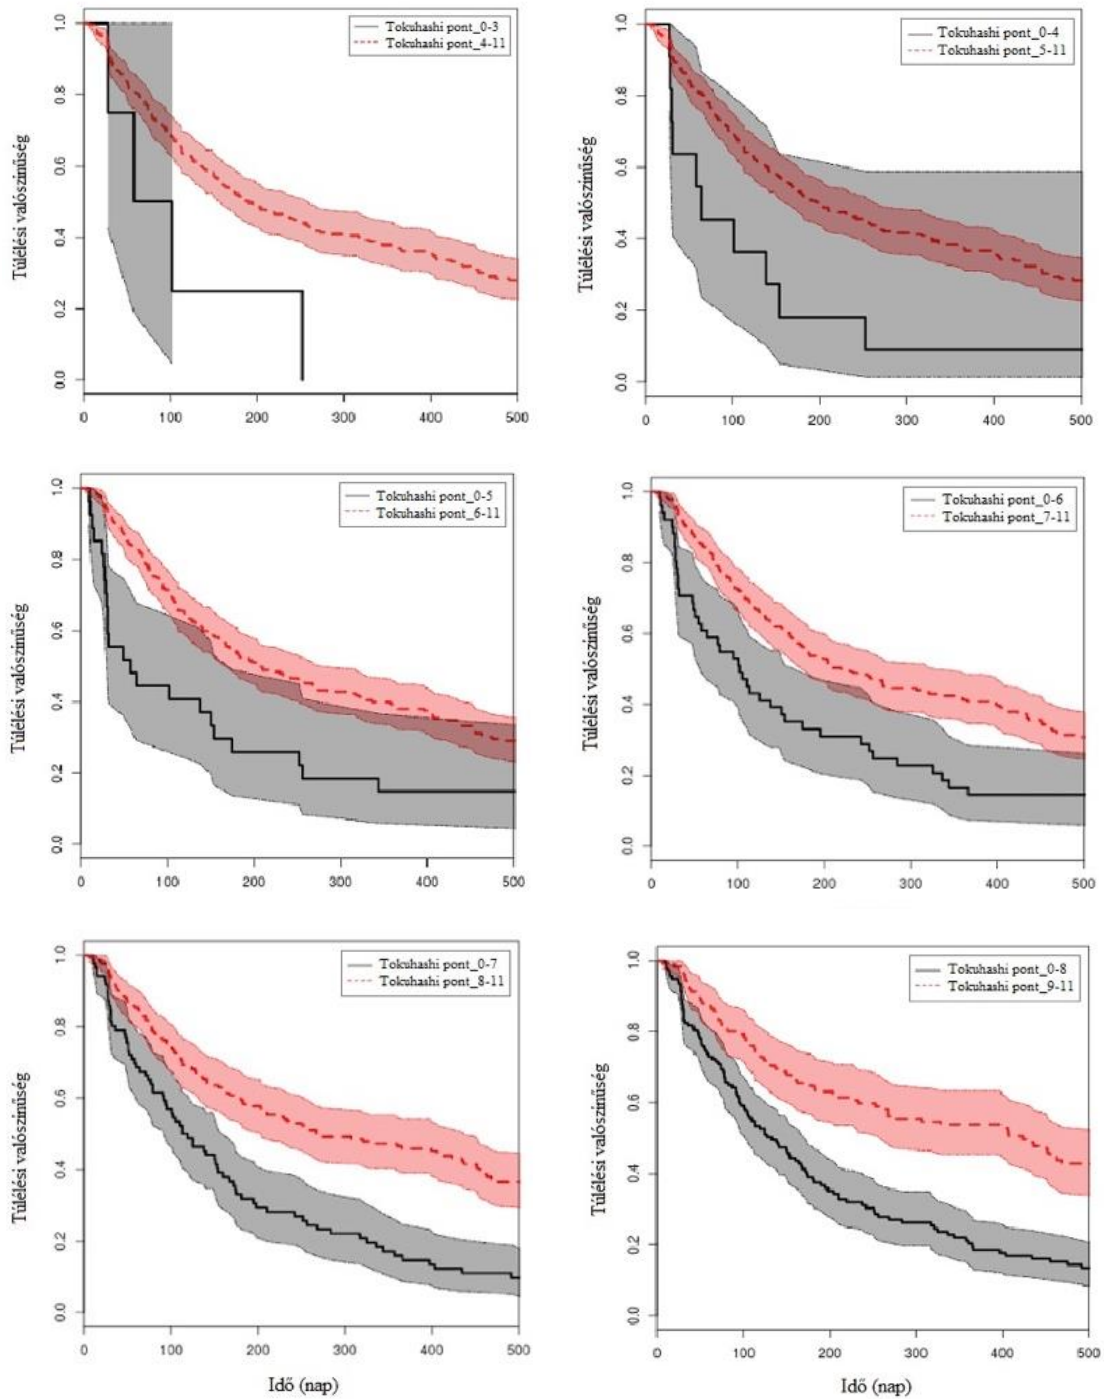 Tokuhashi pont_0-3
Tokuhashi pont_4-11
Túlélési valószínűség
0.0 0.2 0.4 0.6 0.8 1.0
0 100 200 300 400 500
Tokuhashi pont_0-4
Tokuhashi pont_5-11
Túlélési valószínűség
0.0 0.2 0.4 0.6 0.8 1.0
0 100 200 300 400 500
Tokuhashi pont_0-5
Tokuhashi pont_6-11
Túlélési valószínűség
0.0 0.2 0.4 0.6 0.8 1.0
0 100 200 300 400 500
Tokuhashi pont_0-6
Tokuhashi pont_7-11
Túlélési valószínűség
0.0 0.2 0.4 0.6 0.8 1.0
0 100 200 300 400 500
Tokuhashi pont_0-7
Tokuhashi pont_8-11
Túlélési valószínűség
0.0 0.2 0.4 0.6 0.8 1.0
0 100 200 300 400 500
Idő (nap)
Tokuhashi pont_0-8
Tokuhashi pont_9-11
Túlélési valószínűség
0.0 0.2 0.4 0.6 0.8 1.0
0 100 200 300 400 500
Idő (nap)